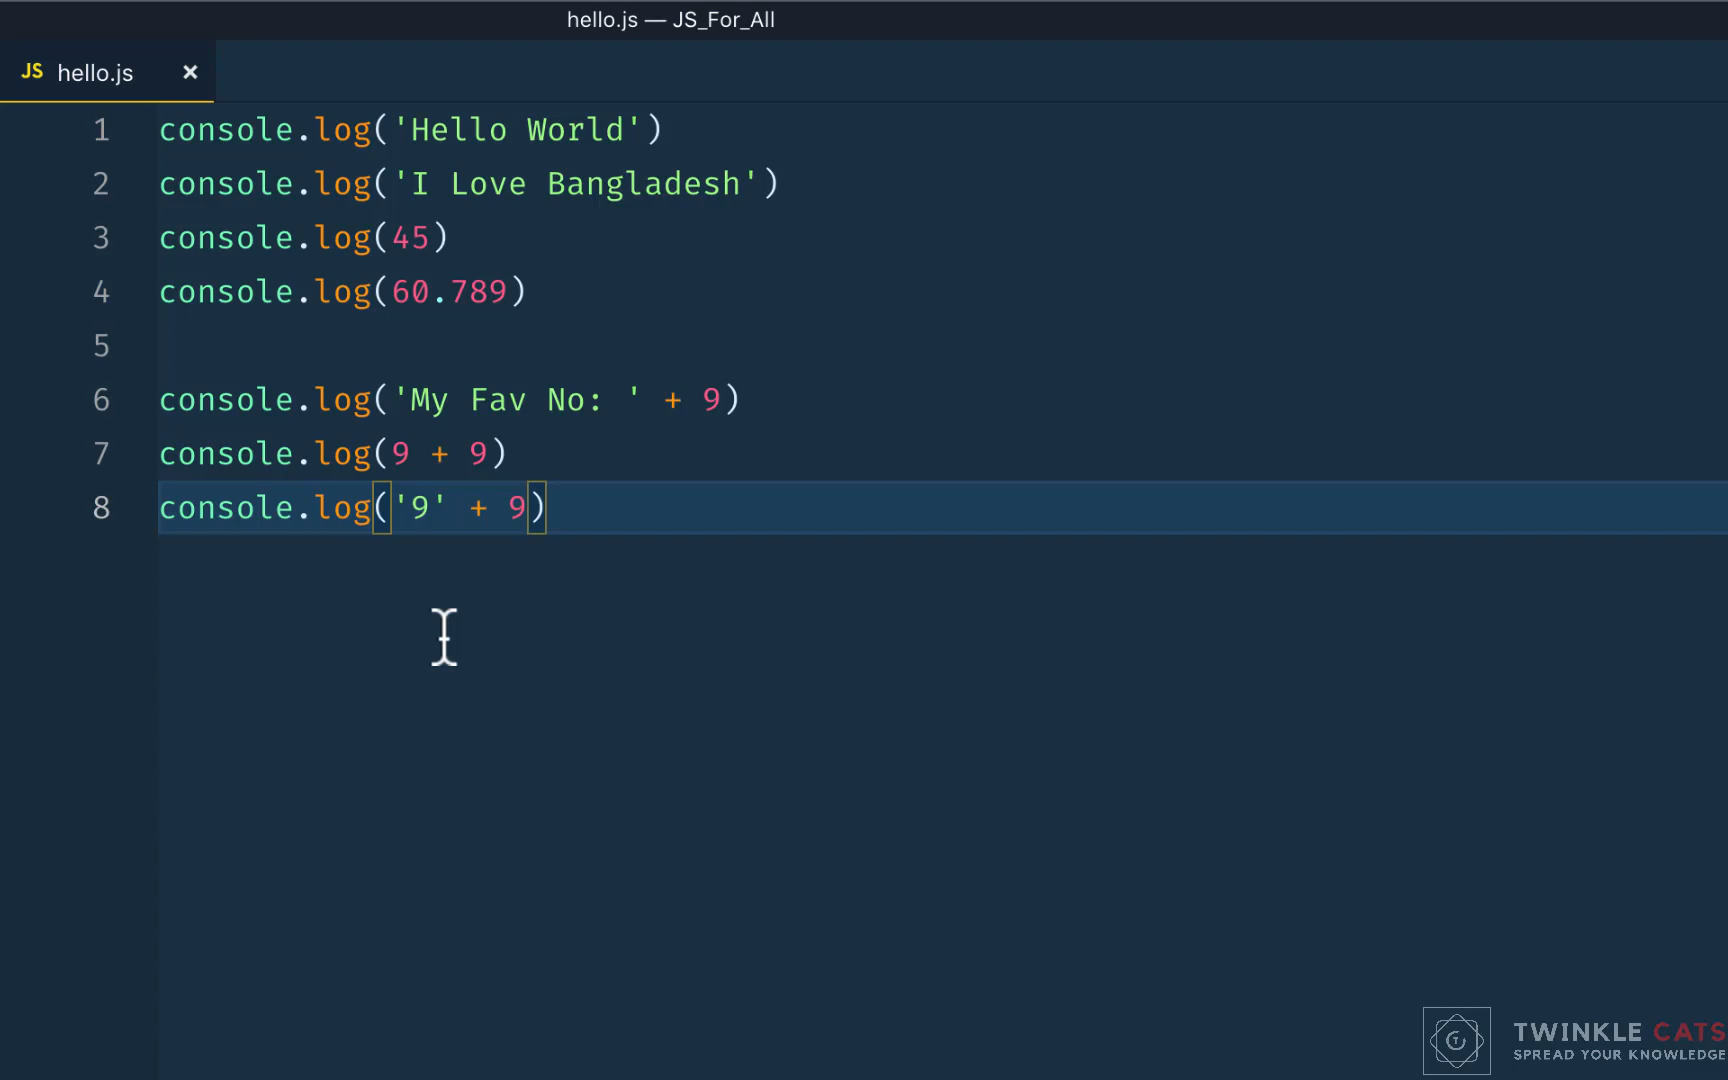 hello.js — JS_For_All
JS hello.js ×
1 console.log('Hello World')
2 console.log('I Love Bangladesh')
3 console.log(45)
4 console.log(60.789)
5
6 console.log('My Fav No: ' + 9)
7 console.log(9 + 9)
8 console.log('9' + 9)
TWINKLE CATS
SPREAD YOUR KNOWLEDGE